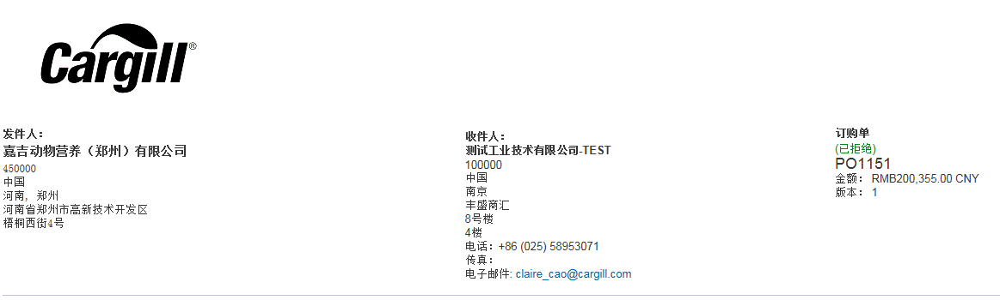 Cargill®
发件人：
嘉吉动物营养（郑州）有限公司
450000
中国
河南，郑州
河南省郑州市高新技术开发区
梧桐西街4号
收件人：
测试工业技术有限公司-TEST
100000
中国
南京
丰盛商汇
8号楼
4楼
电话：+86 (025) 58953071
传真：
电子邮件: claire_cao@cargill.com
订购单
(已拒绝)
PO1151
金额： RMB200,355.00 CNY
版本： 1